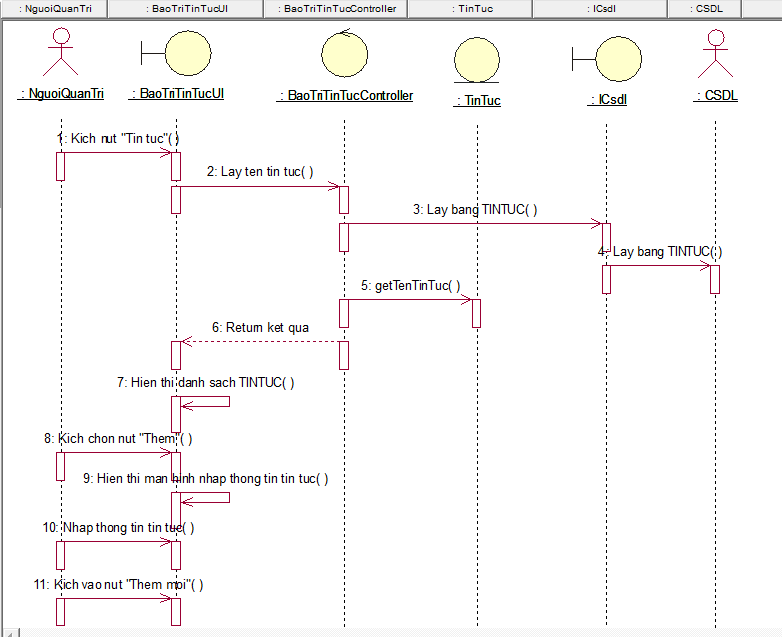 : NguoiQuanTri : BaoTriTinTucUI : BaoTriTinTucController : TinTuc : ICsdl : CSDL
: NguoiQuanTri : BaoTriTinTucUI : BaoTriTinTucController : TinTuc : ICsdl : CSDL
1: Kich nut "Tin tuc"( )
2: Lay ten tin tuc( )
3: Lay bang TINTUC( )
4: Lay bang TINTUC( )
5: getTenTinTuc( )
6: Return ket qua
7: Hien thi danh sach TINTUC( )
8: Kich chon nut "Them"( )
9: Hien thi man hinh nhap thong tin tin tuc( )
10: Nhap thong tin tin tuc( )
11: Kich vao nut "Them moi"( )